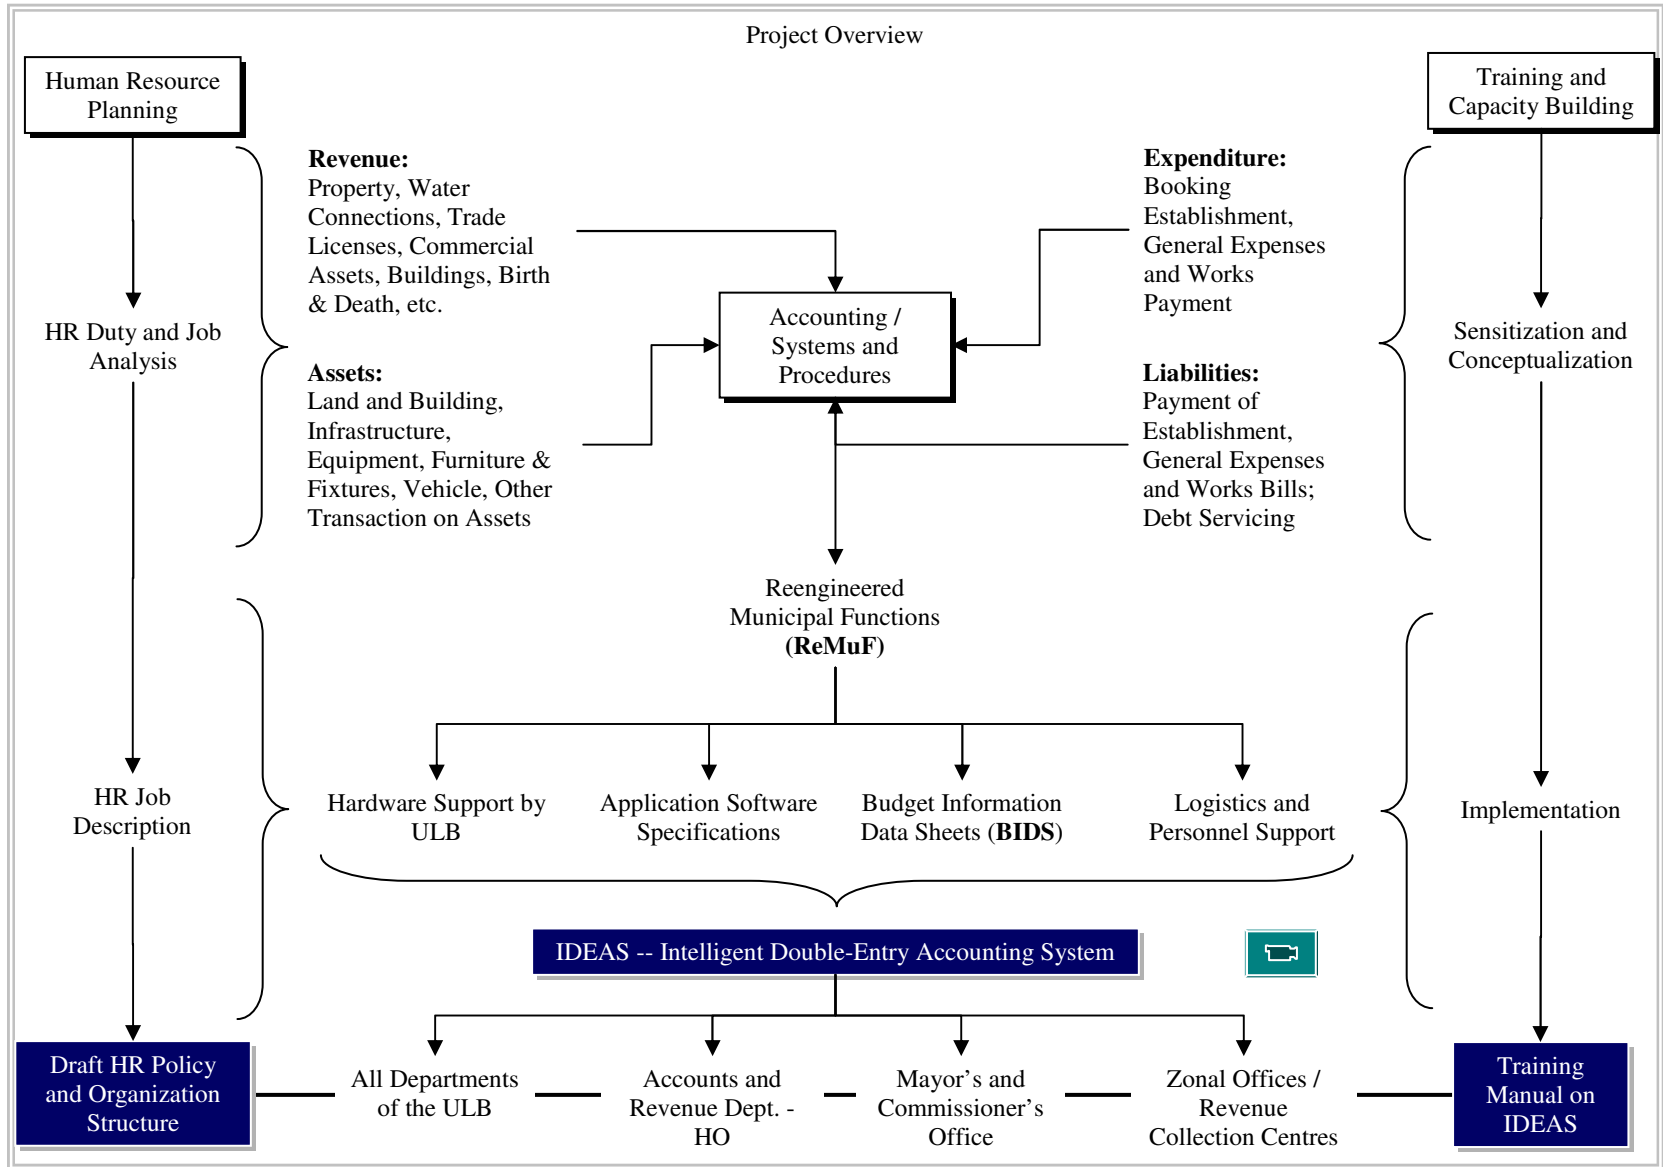 Project Overview
Human Resource
Planning
Training and
Capacity Building
Revenue:
Property, Water
Connections, Trade
Licenses, Commercial
Assets, Buildings, Birth
& Death, etc.
Expenditure:
Booking
Establishment,
General Expenses
and Works
Payment
Accounting /
Systems and
Procedures
HR Duty and Job
Analysis
Sensitization and
Conceptualization
Assets:
Land and Building,
Infrastructure,
Equipment, Furniture &
Fixtures, Vehicle, Other
Transaction on Assets
Liabilities:
Payment of
Establishment,
General Expenses
and Works Bills;
Debt Servicing
Reengineered
Municipal Functions
(ReMuF)
HR Job
Description
Hardware Support by
ULB
Application Software
Specifications
Budget Information
Data Sheets (BIDS)
Logistics and
Personnel Support
Implementation
IDEAS -- Intelligent Double-Entry Accounting System
Draft HR Policy
and Organization
Structure
All Departments
of the ULB
Accounts and
Revenue Dept. -
HO
Mayor's and
Commissioner's
Office
Zonal Offices /
Revenue
Collection Centres
Training
Manual on
IDEAS